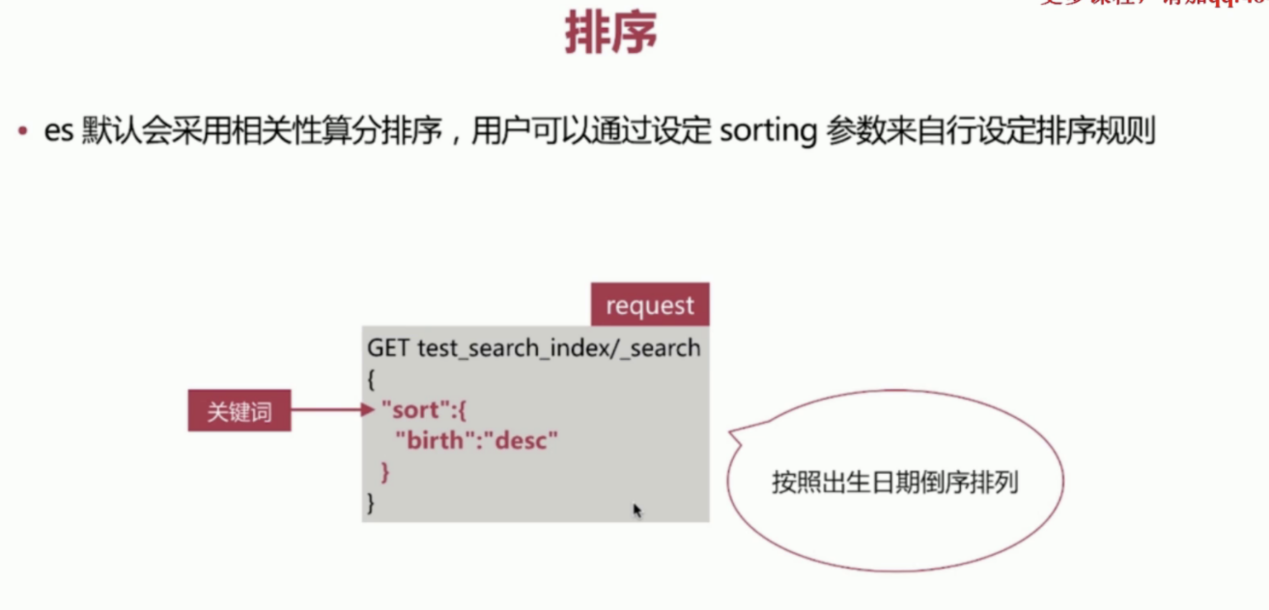 排序
• es 默认会采用相关性算分排序，用户可以通过设定 sorting 参数来自行设定排序规则
request
GET test_search_index/_search
{
关键词
"sort":{
"birth":"desc"
}
}
按照出生日期倒序排列